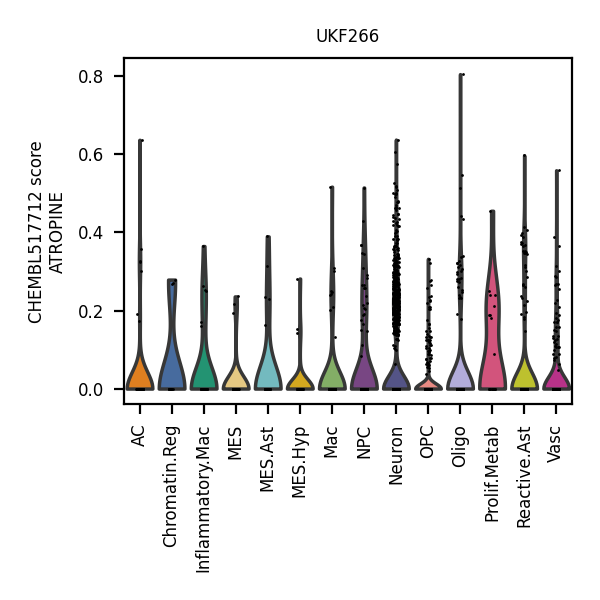 UKF266
CHEMBL517712 score
ATROPINE
0.8
0.6
0.4
0.2
0.0
AC
Chromatin.Reg
Inflammatory.Mac
MES
MES.Ast
MES.Hyp
Mac
NPC
Neuron
OPC
Oligo
Prolif.Metab
Reactive.Ast
Vasc